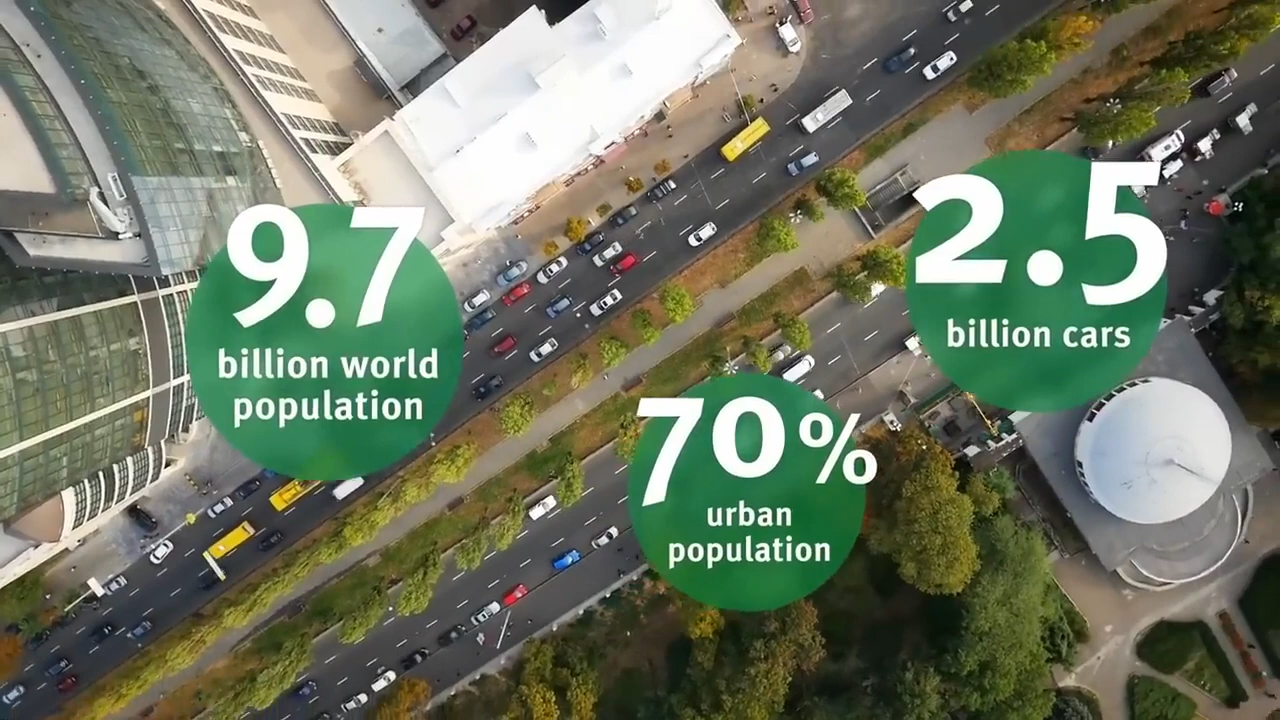 9.7
billion world
population
70%
urban
population
2.5
billion cars